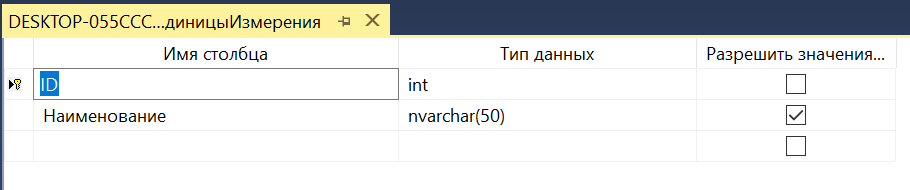 DESKTOP-055CCC...диницыИзмерения
Имя столбца Тип данных Разрешить значения...
ID int
Наименование nvarchar(50)